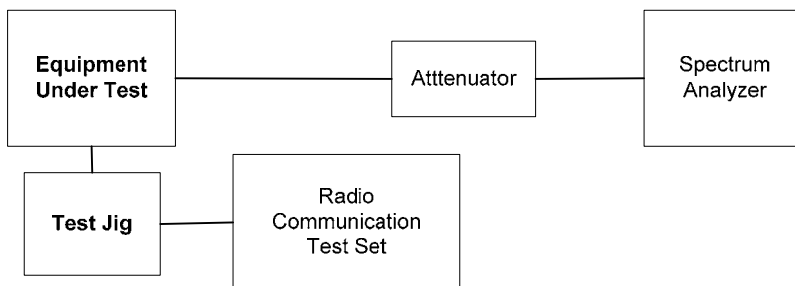 Equipment
Under Test
Atttenuator
Spectrum
Analyzer
Test Jig
Radio
Communication
Test Set